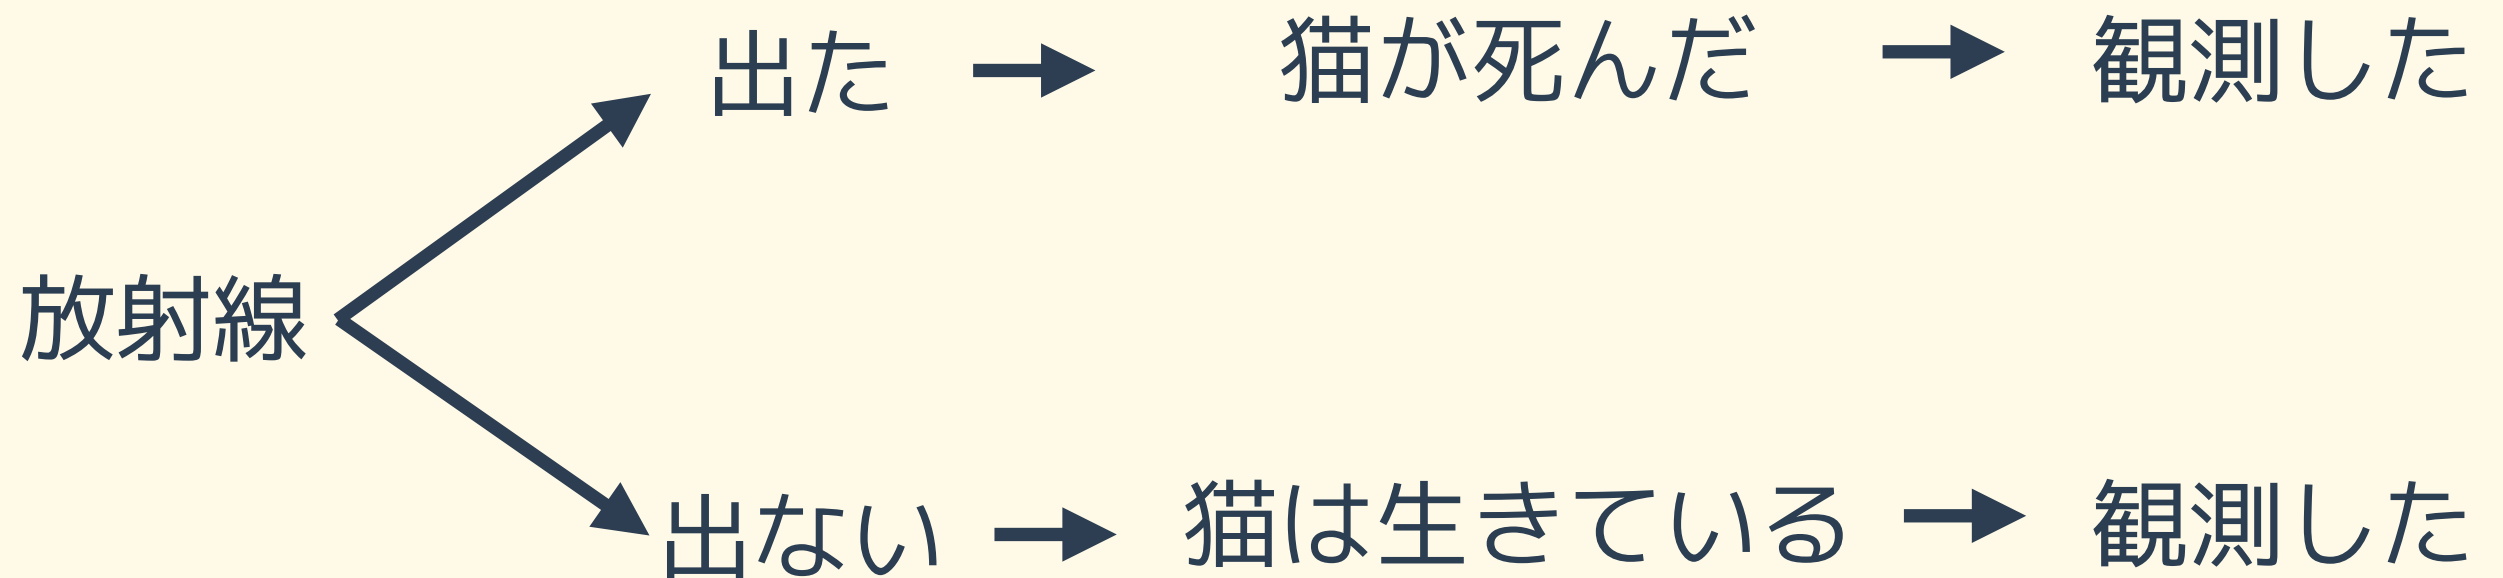 出た
猫が死んだ
観測した
放射線
出ない
猫は生きている
観測した